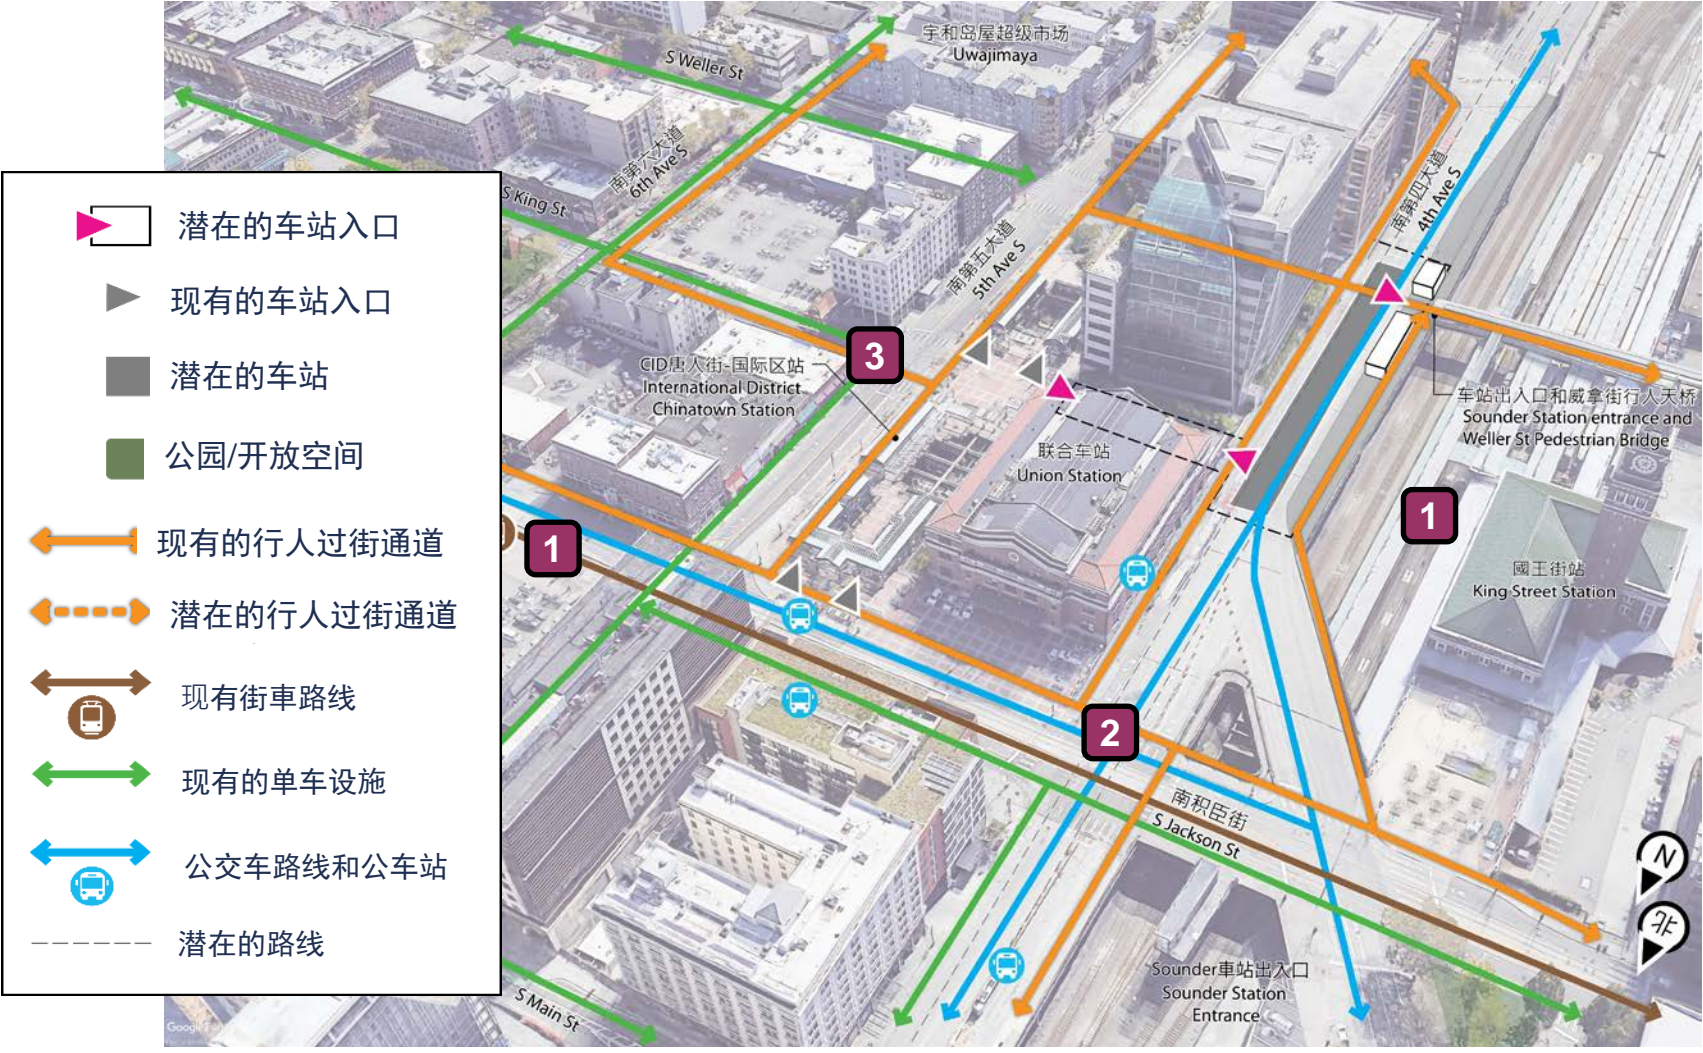 潜在的车站入口
现有的车站入口
潜在的车站
公园/开放空间
现有的行人过街通道
潜在的行人过街通道
现有街車路线
现有的单车设施
公交车路线和公车站
潜在的路线
宇和岛屋超级市场
Uwajimaya
S Weller St
南第六大道
6th Ave S
S King St
南第五大道
5th Ave S
南第四大道
4th Ave S
3
CID唐人街-国际区站
International District
Chinatown Station
车站出入口和威拿街行人天桥
Sounder Station entrance and
Weller St Pedestrian Bridge
联合车站
Union Station
1
1
國王街站
King Street Station
2
南积臣街
S Jackson St
N
北
Sounder車站出入口
Sounder Station
Entrance
S Main St
Google